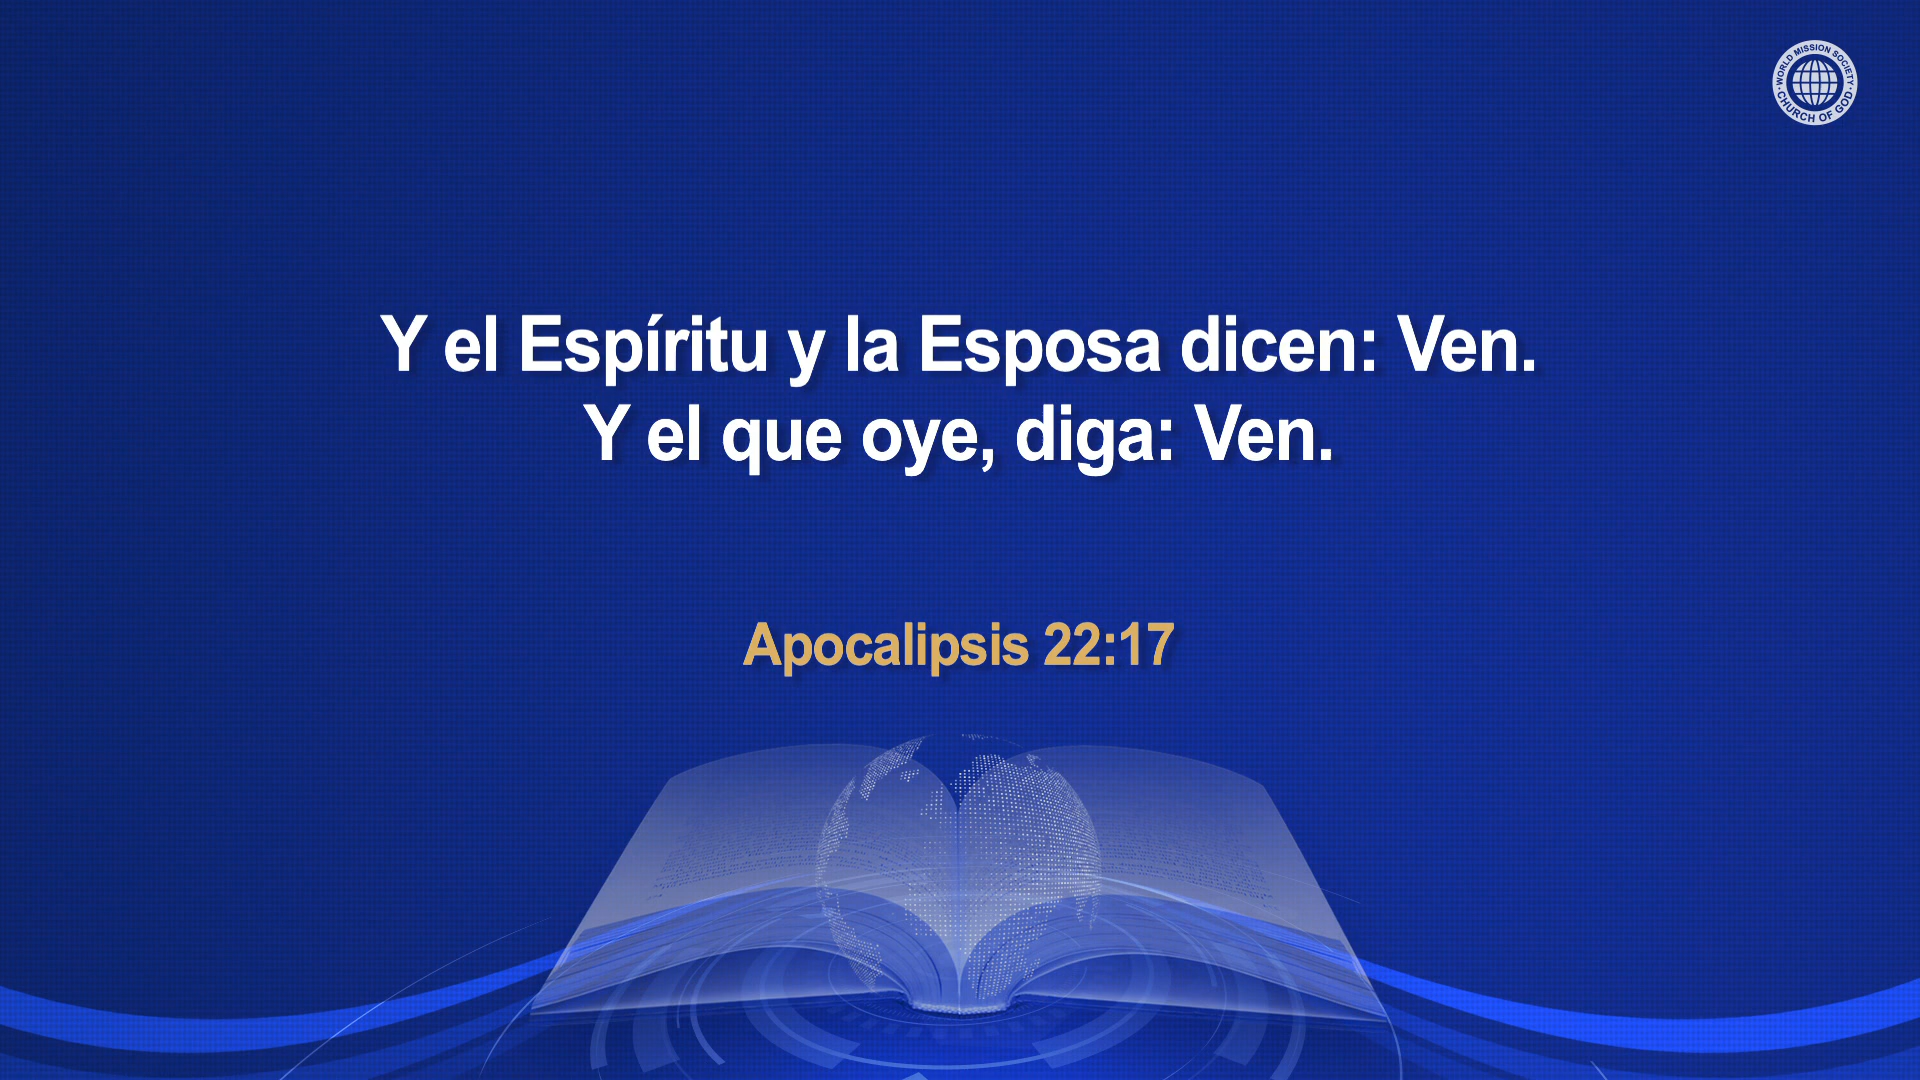 WORLD MISSION SOCIETY
CHURCH OF GOD
Y el Espíritu y la Esposa dicen: Ven.
Y el que oye, diga: Ven.
Apocalipsis 22:17